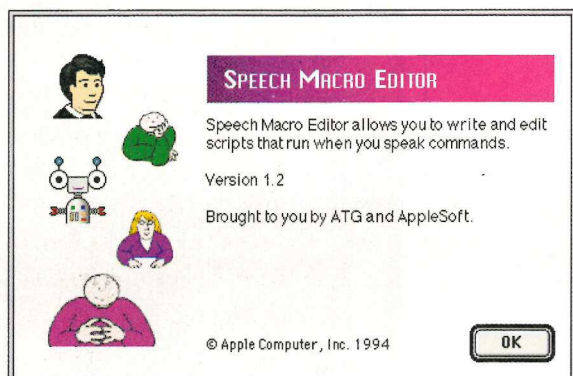 SPEECH MACRO EDITOR
Speech Macro Editor allows you to write and edit
scripts that run when you speak commands.
Version 1.2
Brought to you by ATG and AppleSoft.
© Apple Computer, Inc. 1994
OK